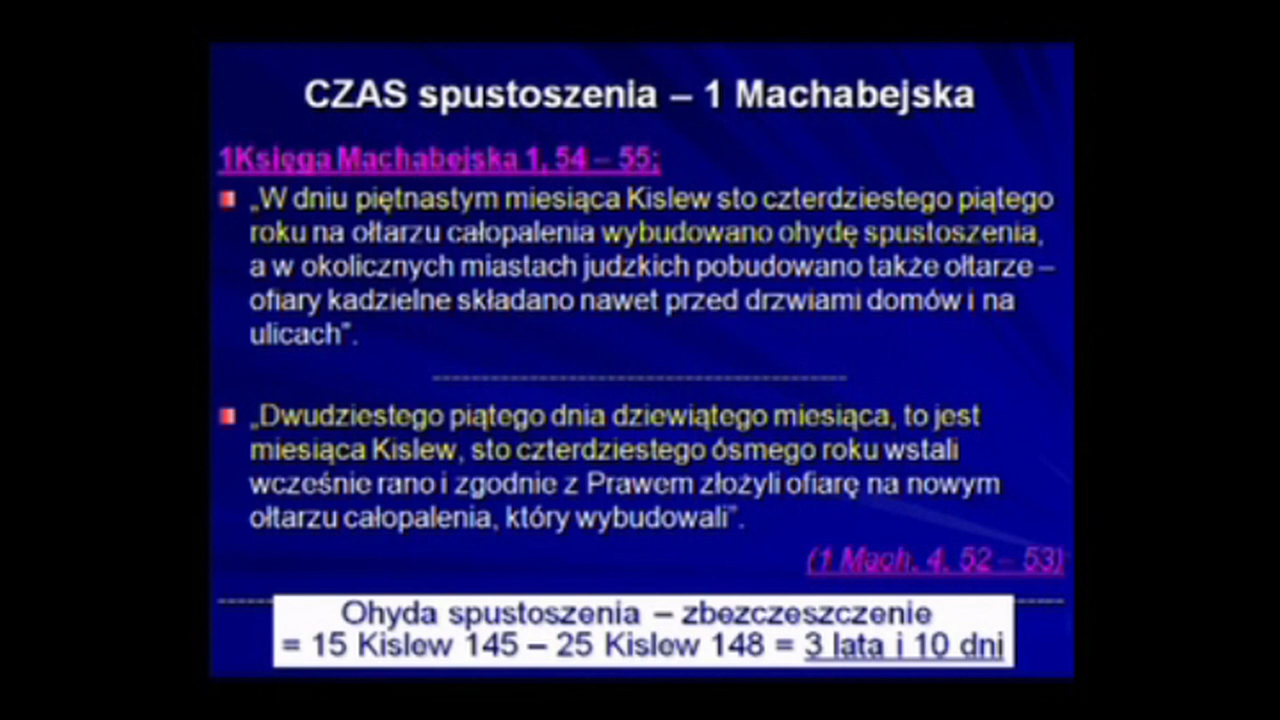 CZAS spustoszenia – 1 Machabejska
1Księga Machabejska 1, 54 – 55:
„W dniu piętnastym miesiąca Kislew sto czterdziestego piątego
roku na ołtarzu całopalenia wybudowano ohydę spustoszenia,
a w okolicznych miastach judzkich pobudowano także ołtarze –
ofiary kadzielne składano nawet przed drzwiami domów i na
ulicach”.
----------------------------------------
„Dwudziestego piątego dnia dziewiątego miesiąca, to jest
miesiąca Kislew, sto czterdziestego ósmego roku wstali
wcześnie rano i zgodnie z Prawem złożyli ofiarę na nowym
ołtarzu całopalenia, który wybudowali”.
(1 Mach. 4, 52 – 53)
Ohyda spustoszenia – zbezczeszczenie
= 15 Kislew 145 – 25 Kislew 148 = 3 lata i 10 dni